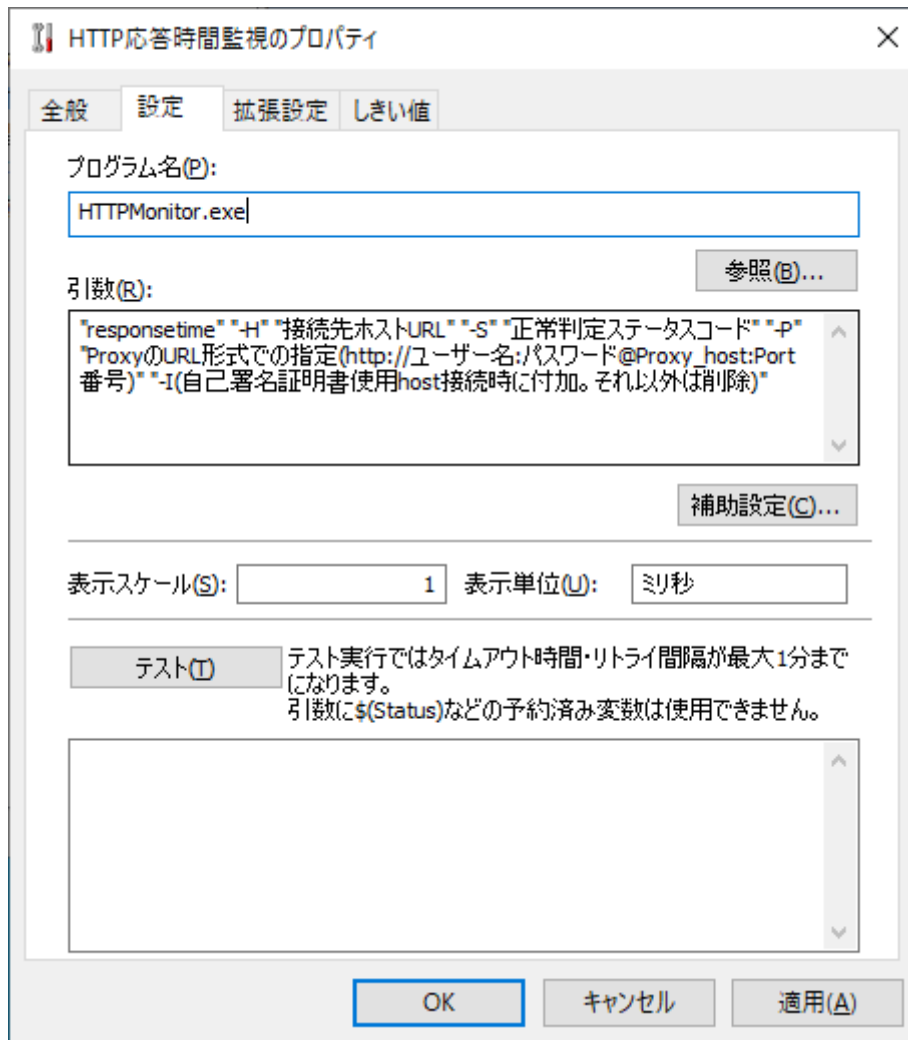 HTTP応答時間監視のプロパティ
全般
設定
拡張設定
しきい値
プログラム名(P):
HTTPMonitor.exe
参照(B)...
引数(R):
"responsetime" "-H" "接続先ホストURL" "-S" "正常判定ステータスコード" "-P"
"ProxyのURL形式での指定(http://ユーザー名:パスワード@Proxy_host:Port
番号)" "-I(自己署名証明書使用host接続時に付加。それ以外は削除)"
補助設定(C)...
表示スケール(S):
1
表示単位(U):
ミリ秒
テスト(T)
テスト実行ではタイムアウト時間・リトライ間隔が最大1分まで
になります。
引数に$(Status)などの予約済み変数は使用できません。
OK
キャンセル
適用(A)